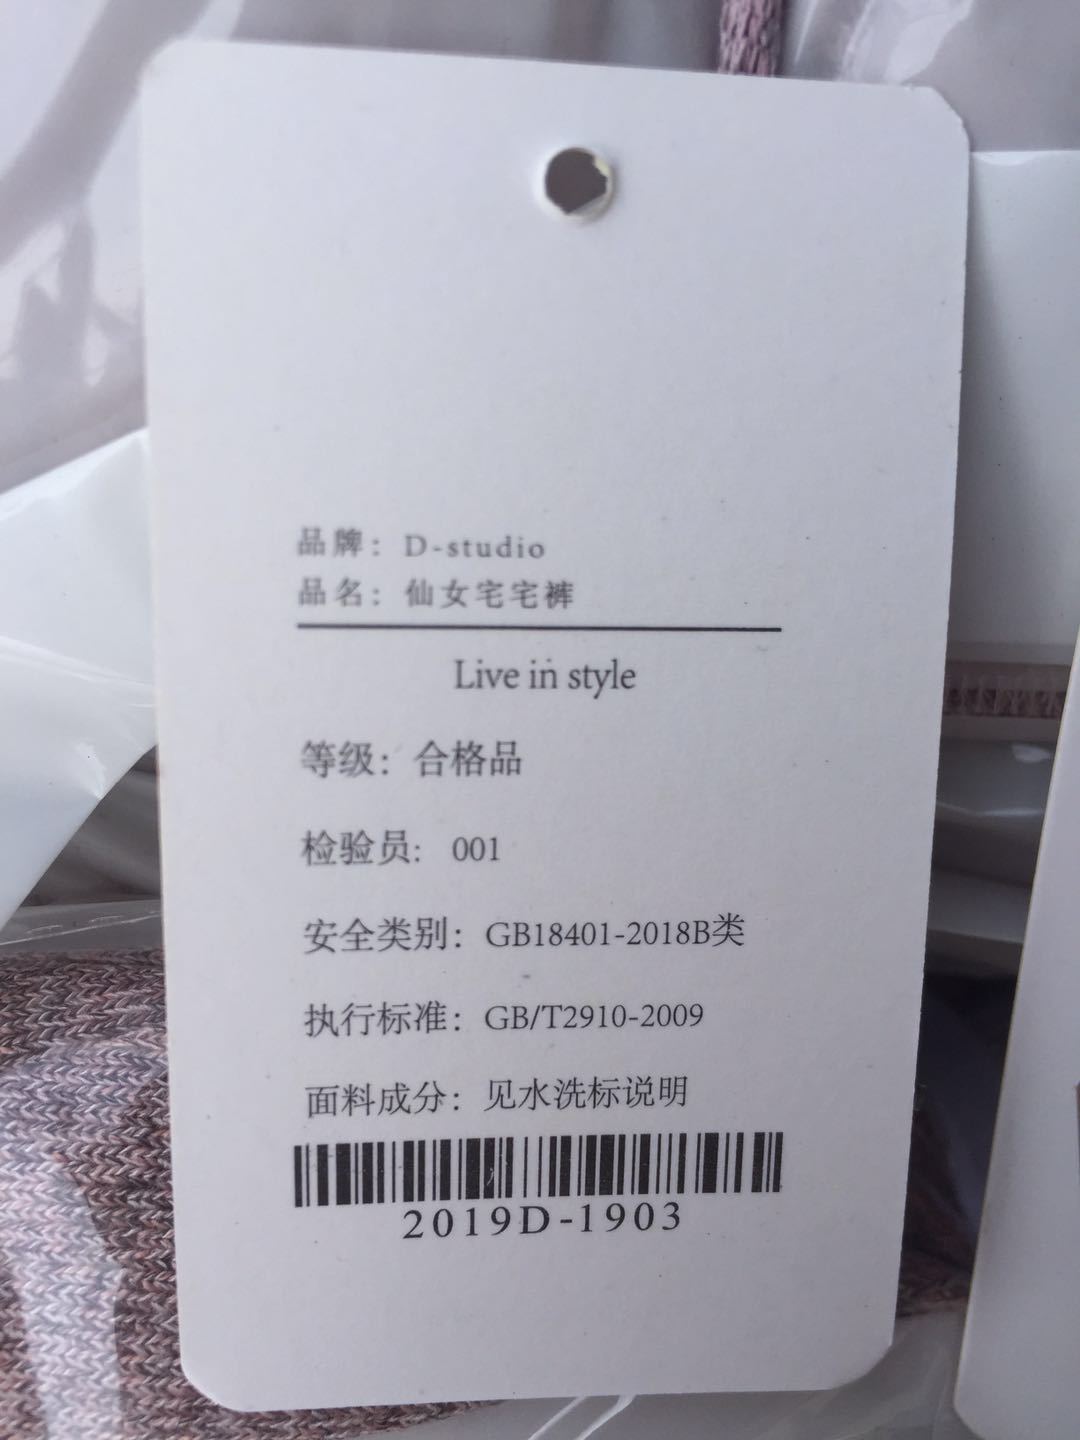 品牌：D-studio
品名：仙女宅宅裤
Live in style
等级：合格品
检验员：001
安全类别：GB18401-2018B类
执行标准：GB/T2910-2009
面料成分：见水洗标说明
2019D-1903